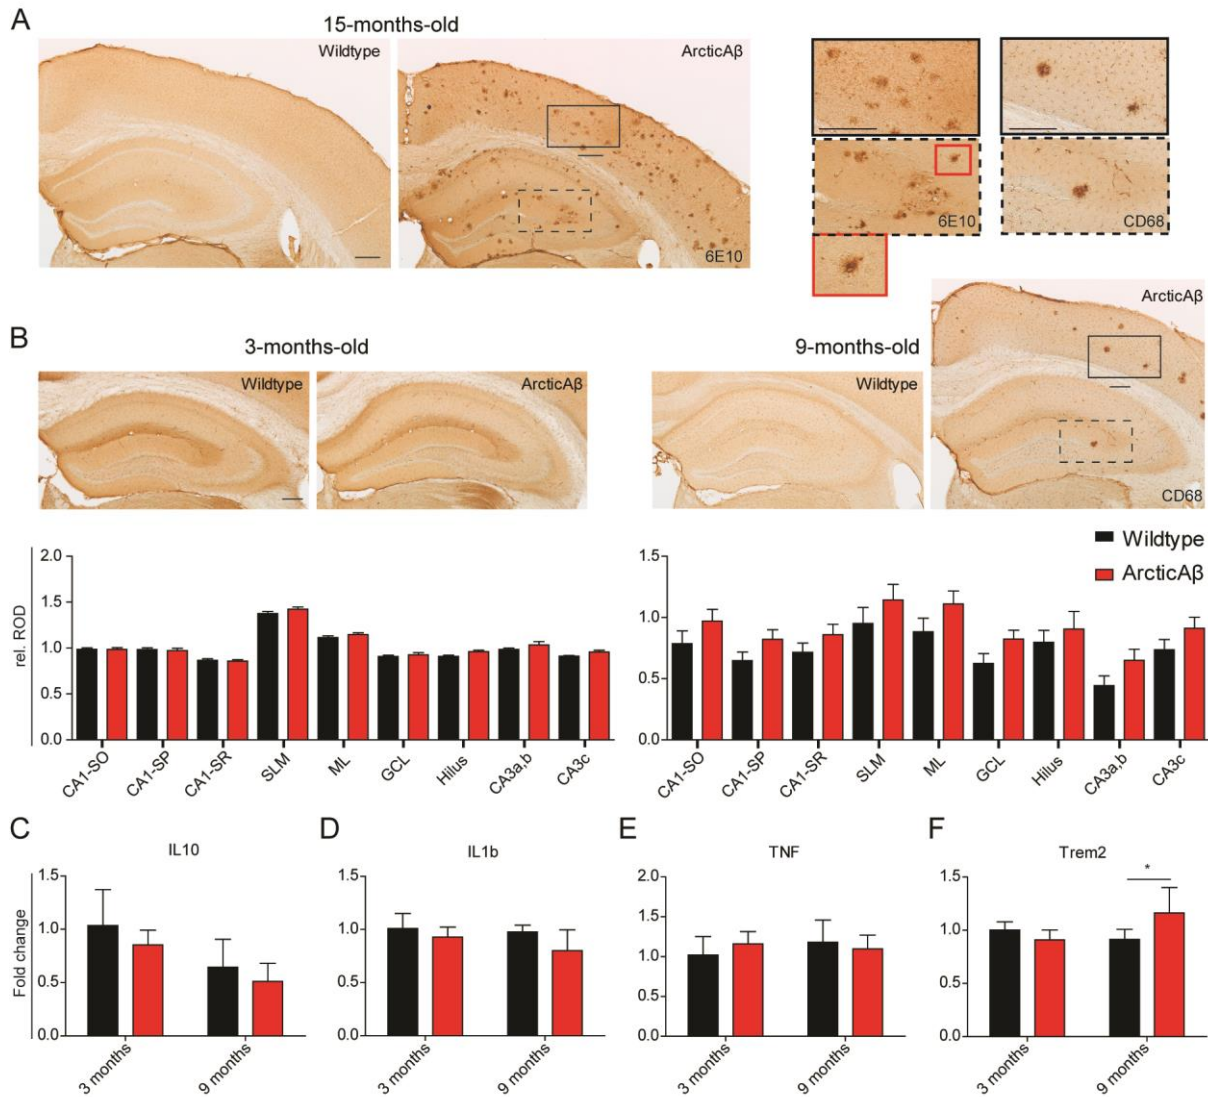 A
15-months-old
Wildtype
ArcticAβ
6E10
6E10
CD68
B
3-months-old
9-months-old
Wildtype
ArcticAβ
Wildtype
ArcticAβ
CD68
rel. ROD
2.0
1.5
1.0
0.5
0.0
CA1-SO
CA1-SP
CA1-SR
SLM
ML
GCL
Hilus
CA3a,b
CA3c
1.5
1.0
0.5
0.0
CA1-SO
CA1-SP
CA1-SR
SLM
ML
GCL
Hilus
CA3a,b
CA3c
Wildtype
ArcticAβ
C
IL10
Fold change
1.5
1.0
0.5
0.0
3 months
9 months
D
IL1b
1.5
1.0
0.5
0.0
3 months
9 months
E
TNF
2.0
1.5
1.0
0.5
0.0
3 months
9 months
F
Trem2
*
1.5
1.0
0.5
0.0
3 months
9 months